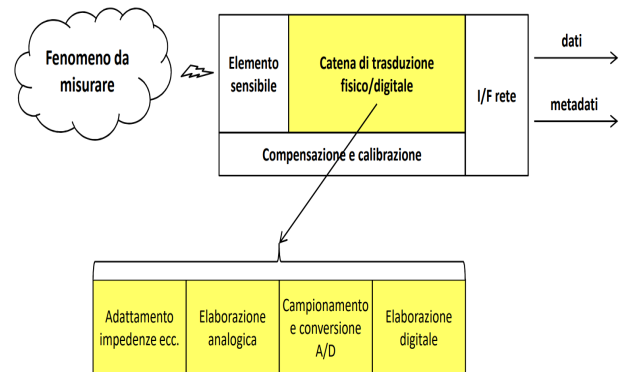 Fenomeno da
misurare
Elemento
sensibile
Catena di trasduzione
fisico/digitale
I/F rete
dati
metadati
Compensazione e calibrazione
Adattamento
impedenze ecc.
Elaborazione
analogica
Campionamento
e conversione
A/D
Elaborazione
digitale